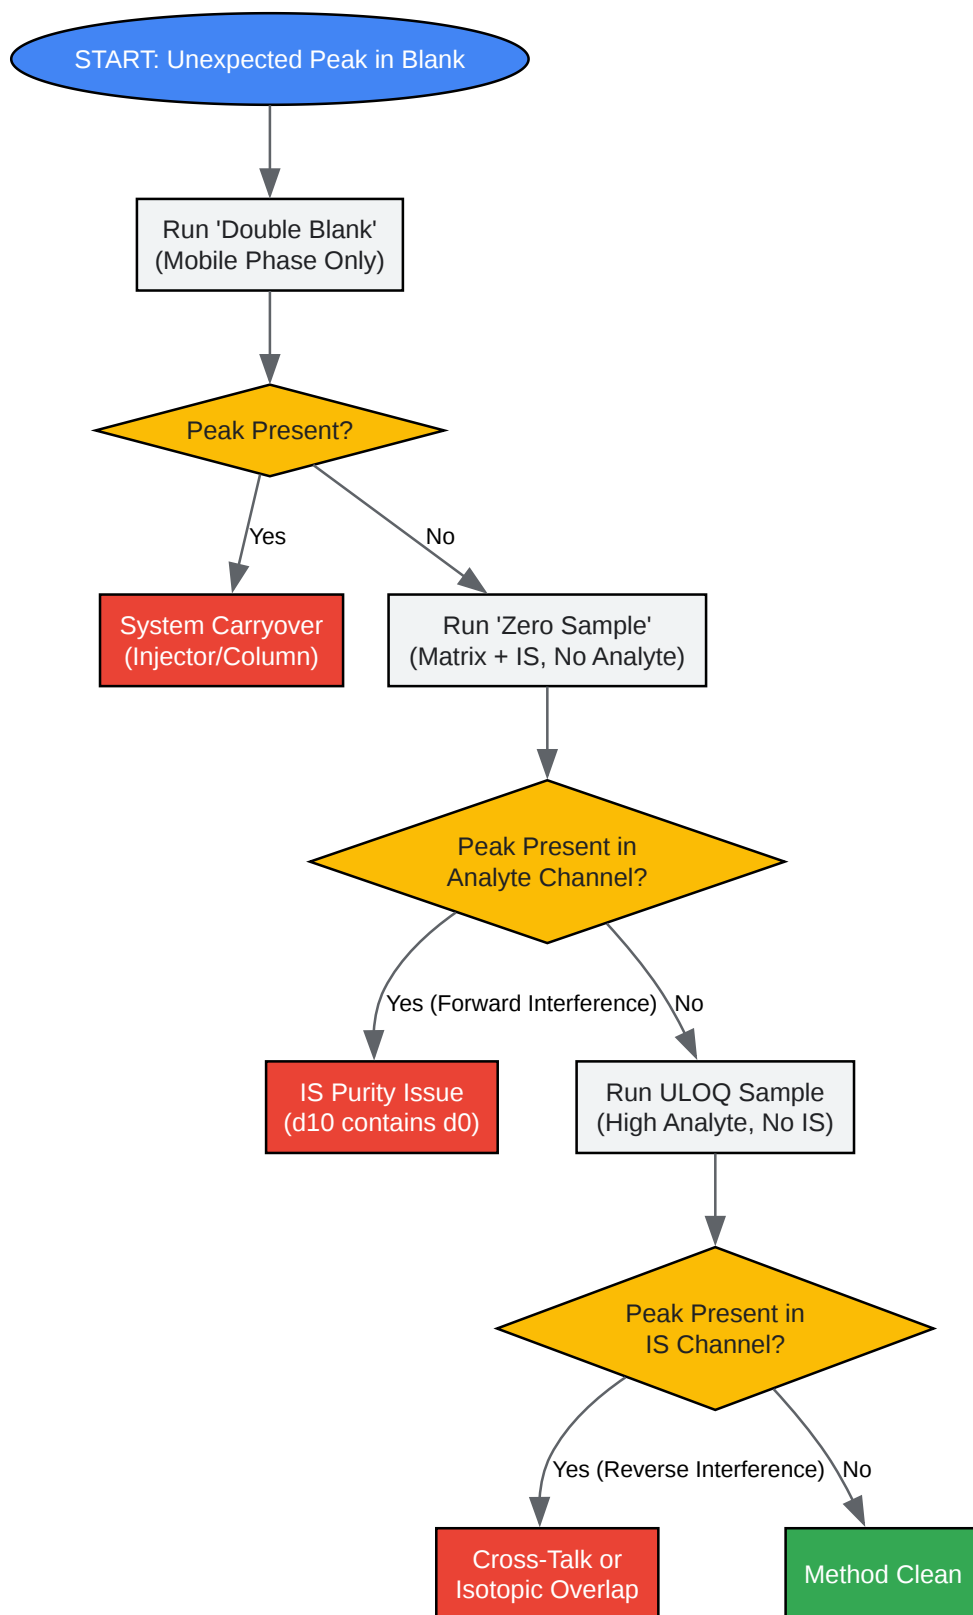 START: Unexpected Peak in Blank
Run 'Double Blank'
(Mobile Phase Only)
Peak Present?
Yes
No
System Carryover
(Injector/Column)
Run 'Zero Sample'
(Matrix + IS, No Analyte)
Peak Present in
Analyte Channel?
Yes (Forward Interference)
No
IS Purity Issue
(d10 contains d0)
Run ULOQ Sample
(High Analyte, No IS)
Peak Present in
IS Channel?
Yes (Reverse Interference)
No
Cross-Talk or
Isotopic Overlap
Method Clean